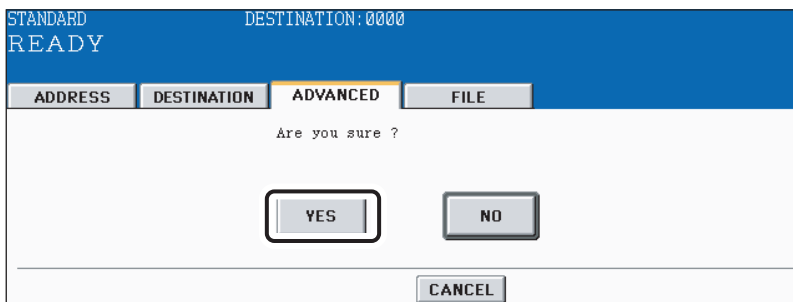 STANDARD DESTINATION:0000
READY
ADDRESS DESTINATION ADVANCED FILE
Are you sure ?
YES NO
CANCEL